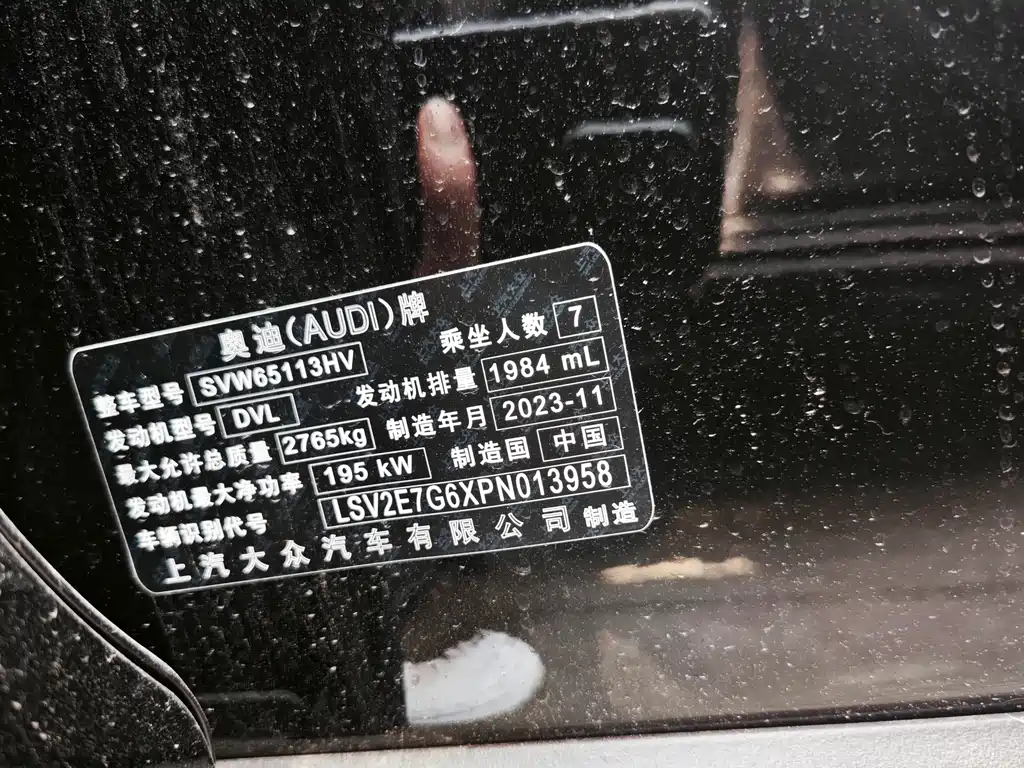 奥迪(AUDI)牌
整车型号 SVW65113HV 乘坐人数 7
发动机型号 DVL 发动机排量 1984 mL
最大允许总质量 2765kg 制造年月 2023-11
发动机最大净功率 195 kW 制造国 中国
车辆识别代号 LSV2E7G6XPN013958
上汽大众汽车有限公司 制造